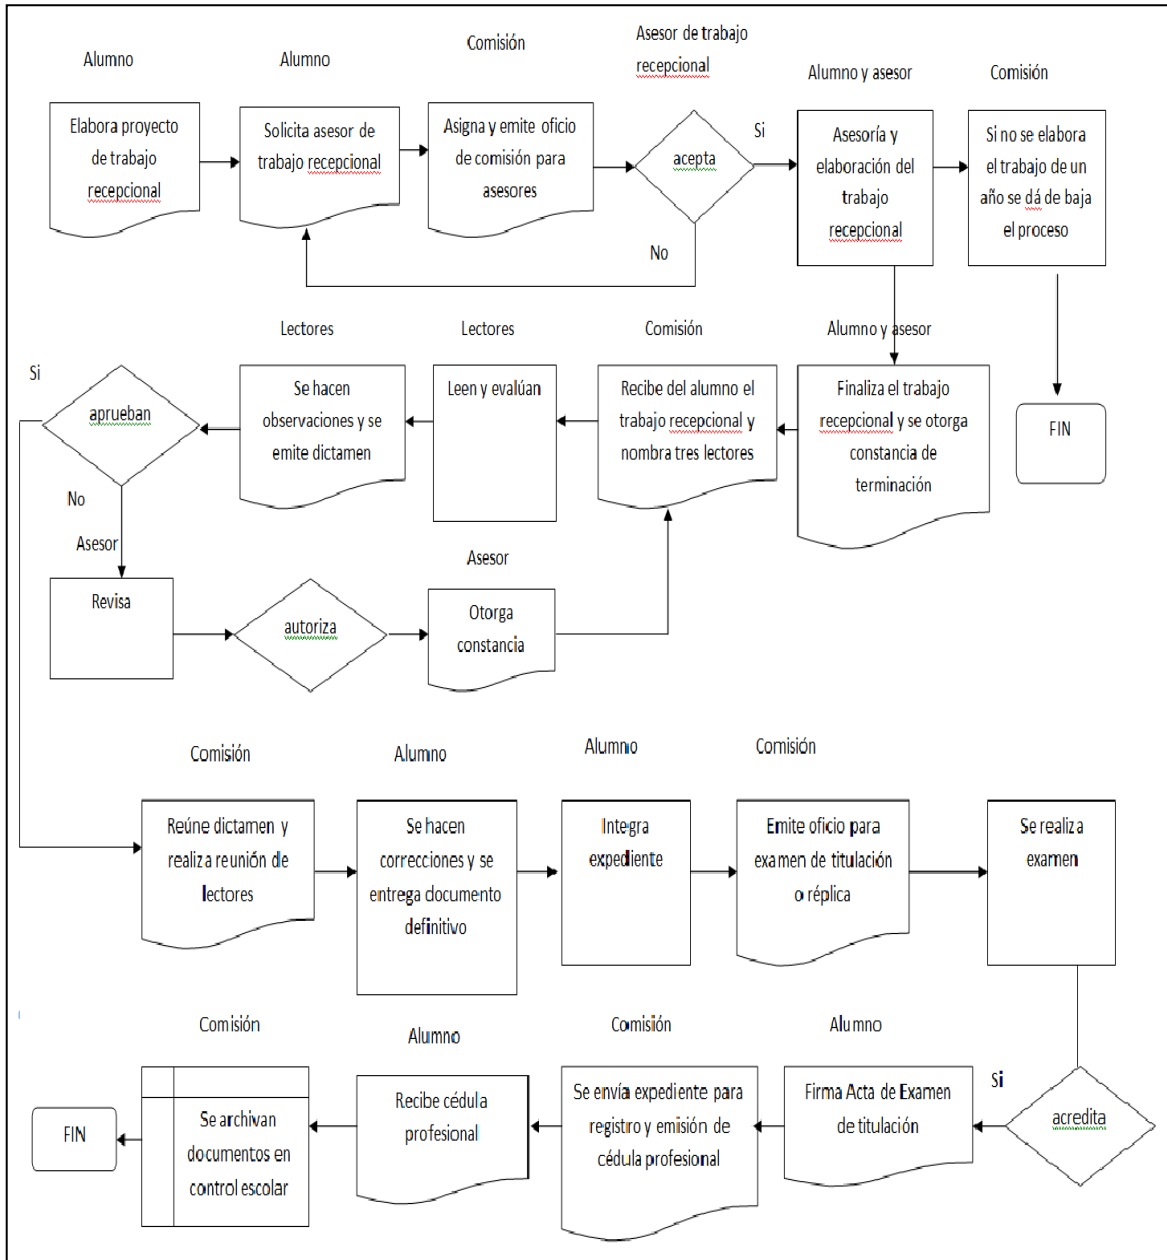 Alumno
Alumno
Comisión
Asesor de trabajo
recepcional
Alumno y asesor
Comisión
Elabora proyecto
de trabajo
recepcional
Solicita asesor de
trabajo recepcional
Asigna y emite oficio
de comisión para
asesores
acepta
Si
No
Asesoría y
elaboración del
trabajo
recepcional
Si no se elabora
el trabajo de un
año se dá de baja
el proceso
Lectores
Lectores
Comisión
Alumno y asesor
Si
aprueban
No
Se hacen
observaciones y se
emite dictamen
Leen y evalúan
Recibe del alumno el
trabajo recepcional y
nombra tres lectores
Finaliza el trabajo
recepcional y se otorga
constancia de
terminación
FIN
Asesor
Revisa
autoriza
Asesor
Otorga
constancia
Comisión
Alumno
Alumno
Comisión
Reúne dictamen y
realiza reunión de
lectores
Se hacen
correcciones y se
entrega documento
definitivo
Integra
expediente
Emite oficio para
examen de titulación
o réplica
Se realiza
examen
Comisión
Alumno
Comisión
Alumno
Si
FIN
Se archivan
documentos en
control escolar
Recibe cédula
profesional
Se envía expediente para
registro y emisión de
cédula profesional
Firma Acta de Examen
de titulación
acredita